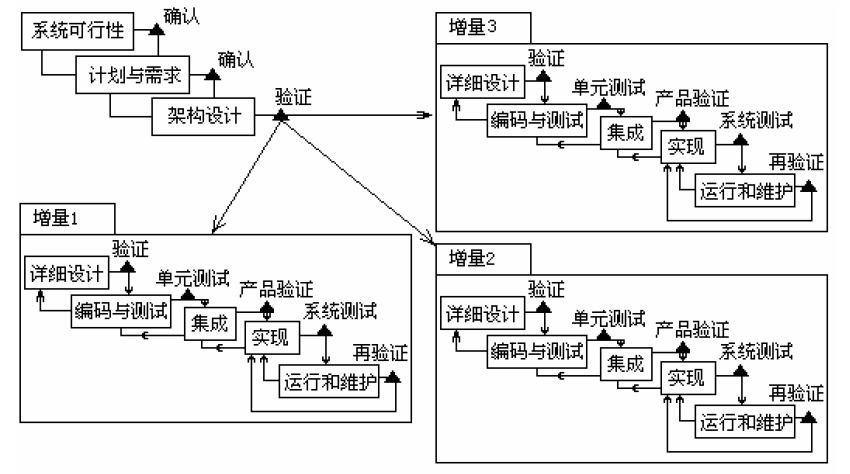 系统可行性
确认
计划与需求
确认
架构设计
验证
增量3
详细设计
验证
编码与测试
单元测试
集成
产品验证
实现
系统测试
运行和维护
再验证
增量1
详细设计
验证
编码与测试
单元测试
集成
产品验证
实现
系统测试
运行和维护
再验证
增量2
详细设计
验证
编码与测试
单元测试
集成
产品验证
实现
系统测试
运行和维护
再验证